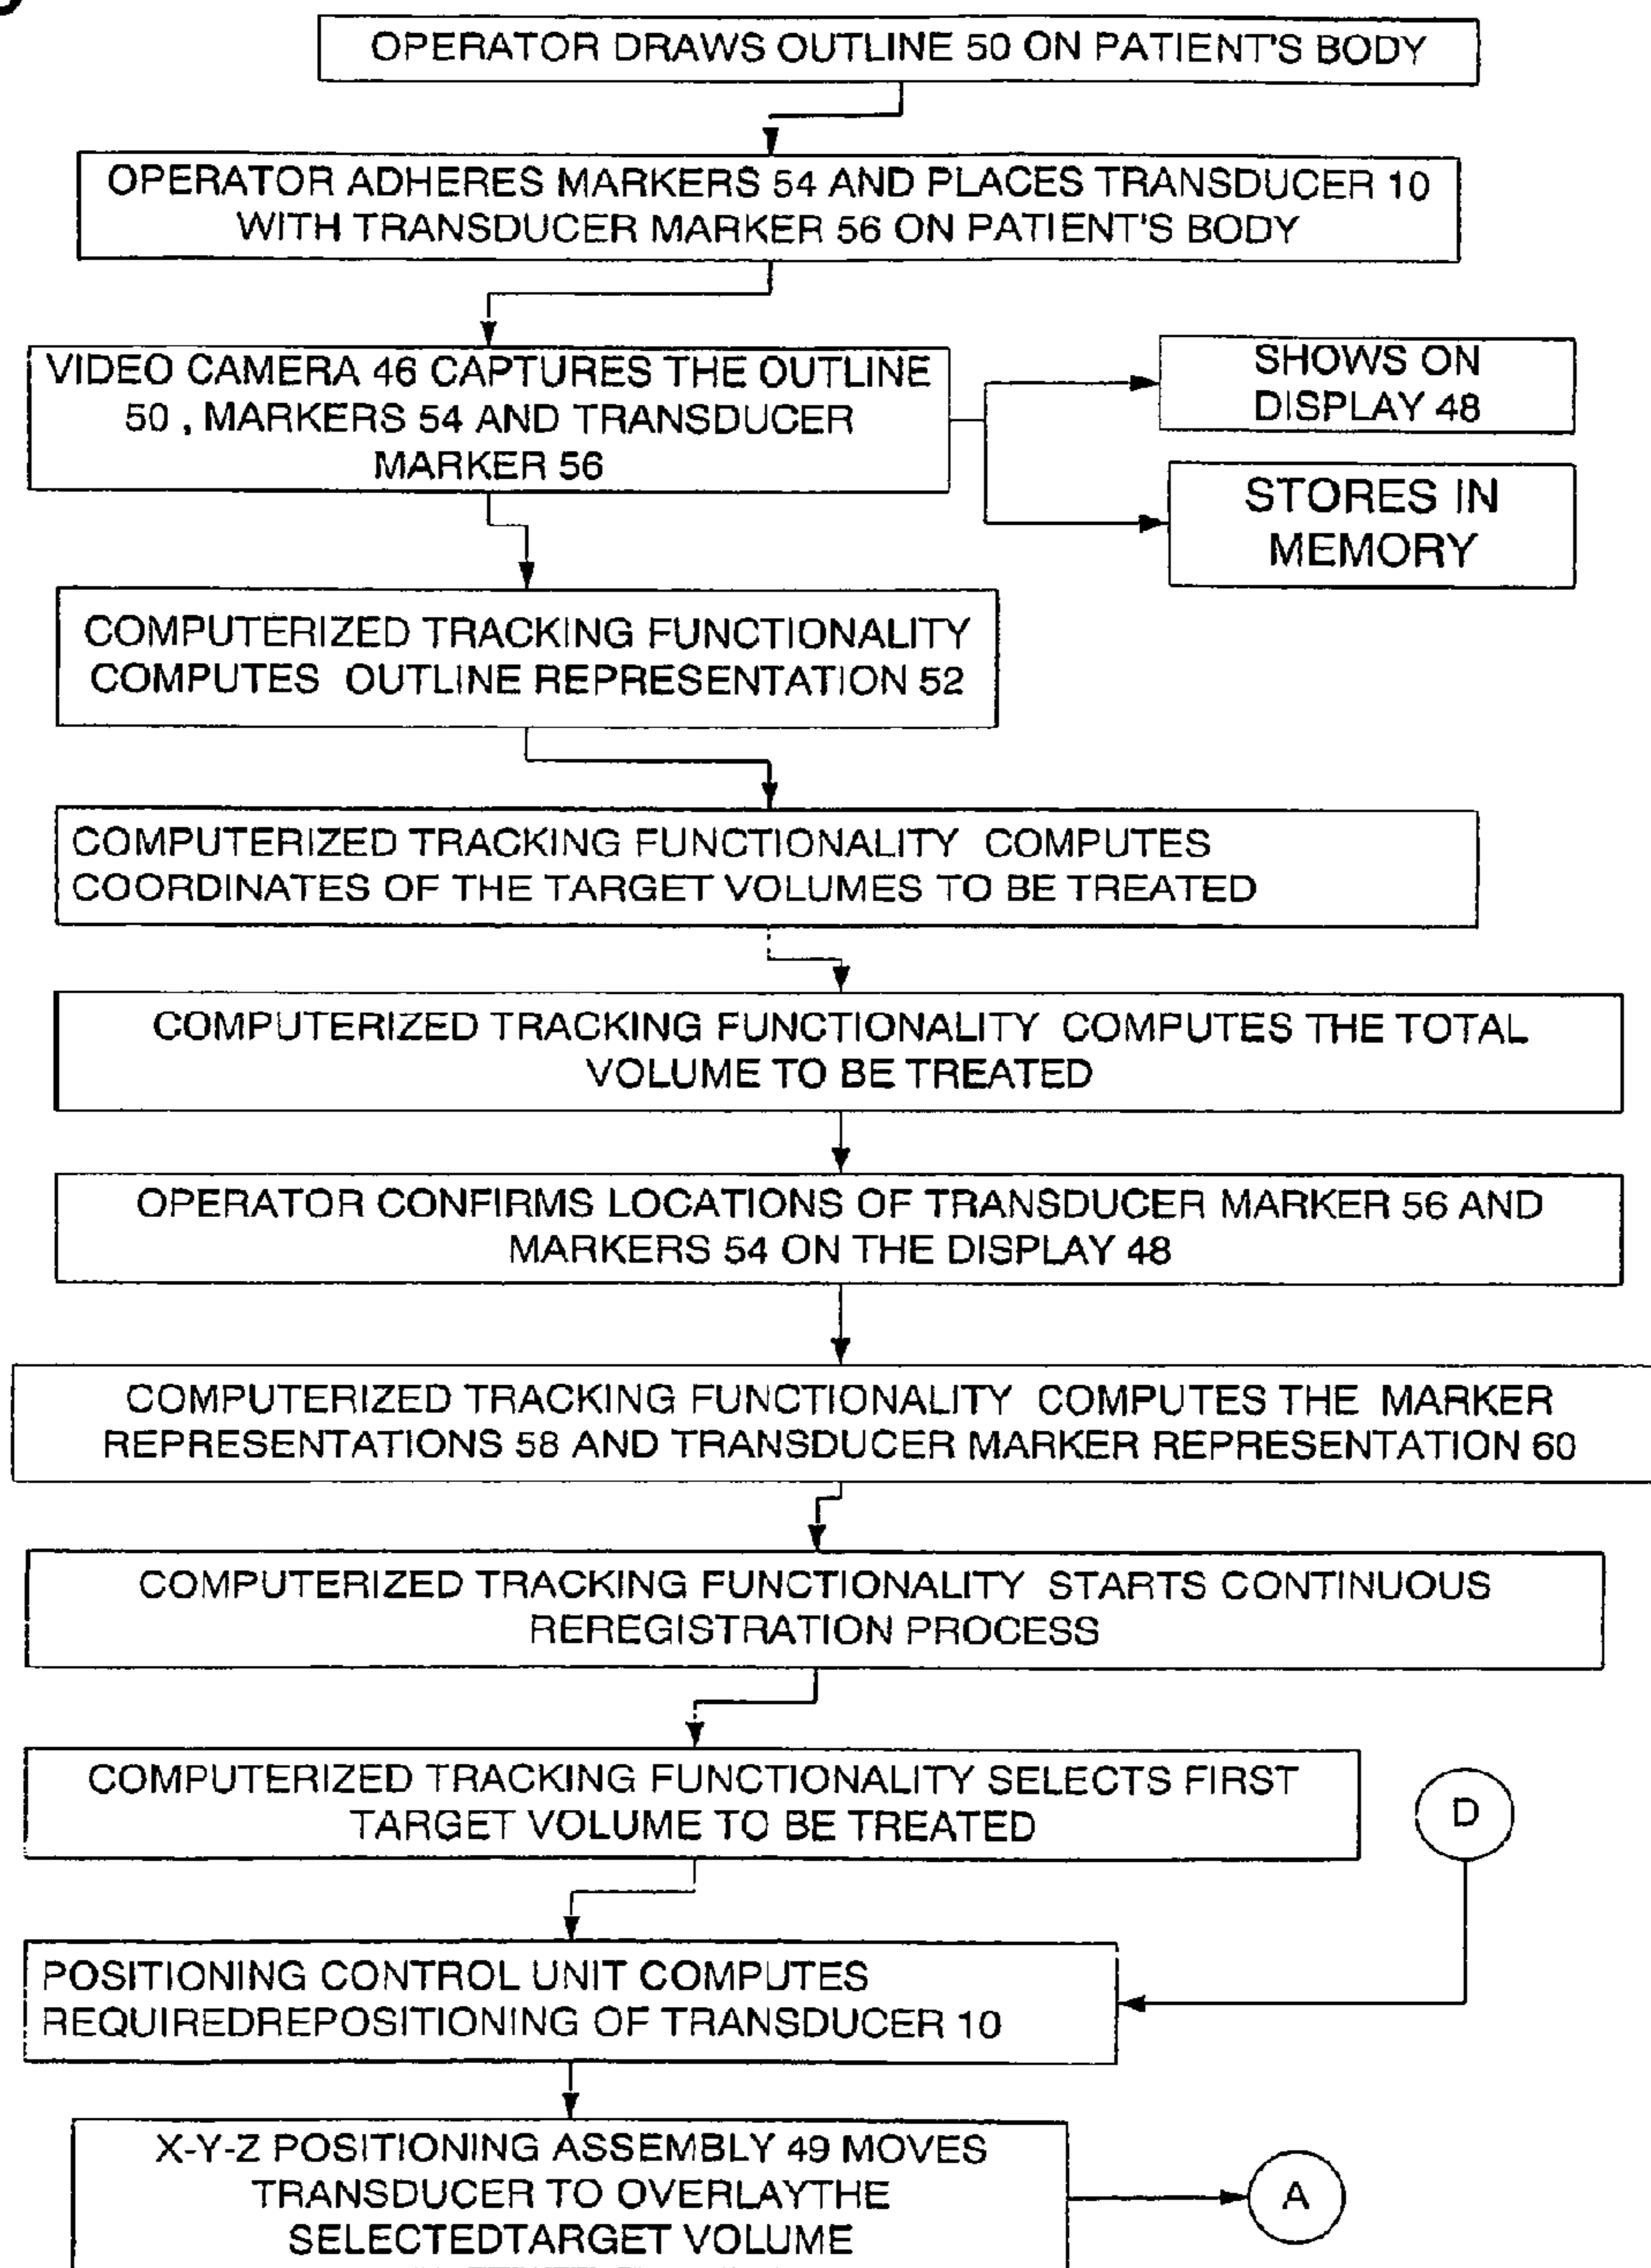 OPERATOR DRAWS OUTLINE 50 ON PATIENT'S BODY
OPERATOR ADHERES MARKERS 54 AND PLACES TRANSDUCER 10
WITH TRANSDUCER MARKER 56 ON PATIENT'S BODY
VIDEO CAMERA 46 CAPTURES THE OUTLINE
50 , MARKERS 54 AND TRANSDUCER
MARKER 56
SHOWS ON
DISPLAY 48
STORES IN
MEMORY
COMPUTERIZED TRACKING FUNCTIONALITY
COMPUTES OUTLINE REPRESENTATION 52
COMPUTERIZED TRACKING FUNCTIONALITY COMPUTES
COORDINATES OF THE TARGET VOLUMES TO BE TREATED
COMPUTERIZED TRACKING FUNCTIONALITY COMPUTES THE TOTAL
VOLUME TO BE TREATED
OPERATOR CONFIRMS LOCATIONS OF TRANSDUCER MARKER 56 AND
MARKERS 54 ON THE DISPLAY 48
COMPUTERIZED TRACKING FUNCTIONALITY COMPUTES THE MARKER
REPRESENTATIONS 58 AND TRANSDUCER MARKER REPRESENTATION 60
COMPUTERIZED TRACKING FUNCTIONALITY STARTS CONTINUOUS
REREGISTRATION PROCESS
COMPUTERIZED TRACKING FUNCTIONALITY SELECTS FIRST
TARGET VOLUME TO BE TREATED
D
POSITIONING CONTROL UNIT COMPUTES
REQUIREDREPOSITIONING OF TRANSDUCER 10
X-Y-Z POSITIONING ASSEMBLY 49 MOVES
TRANSDUCER TO OVERLAYTHE
SELECTEDTARGET VOLUME
A